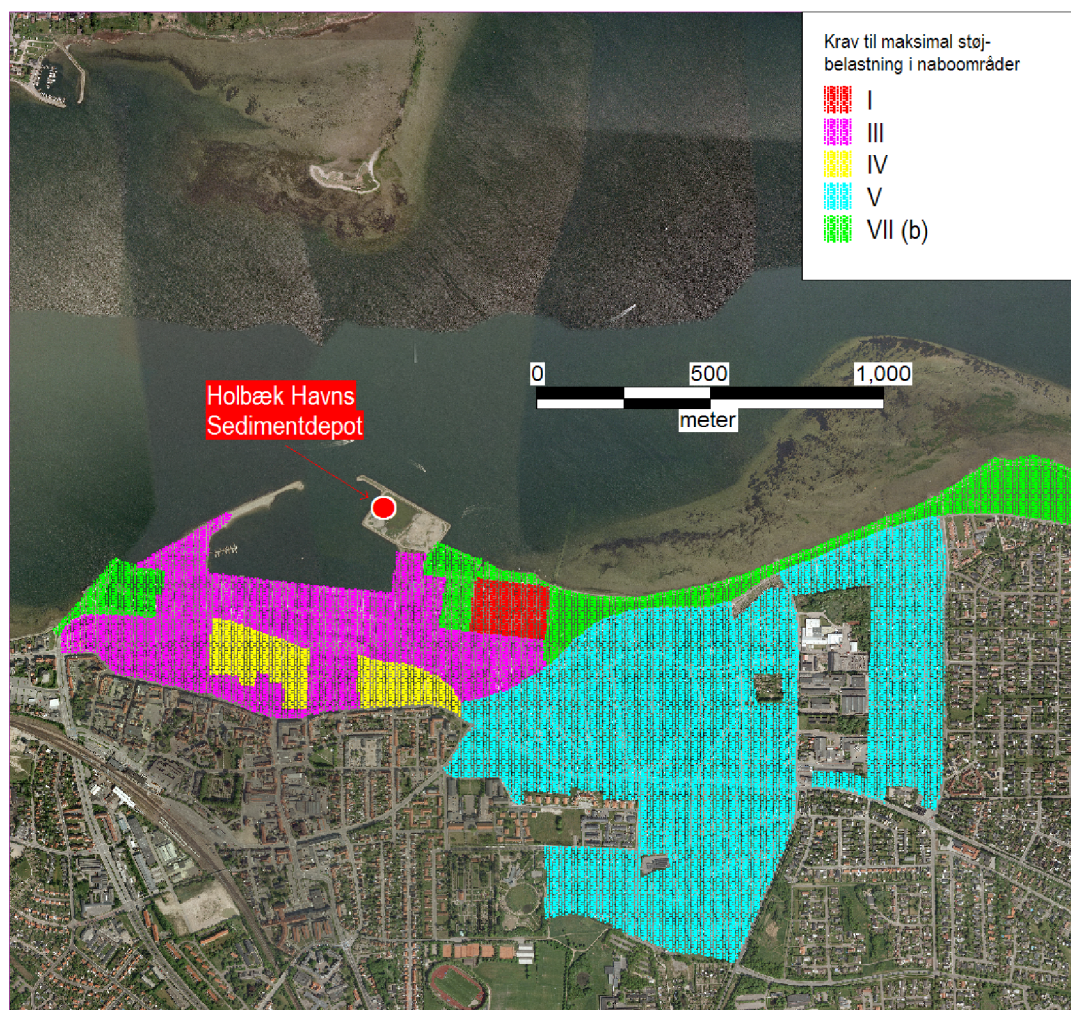 Krav til maksimal støj-
belastning i naboområder
I
III
IV
V
VII (b)
0 500 1,000
meter
Holbæk Havns
Sedimentdepot